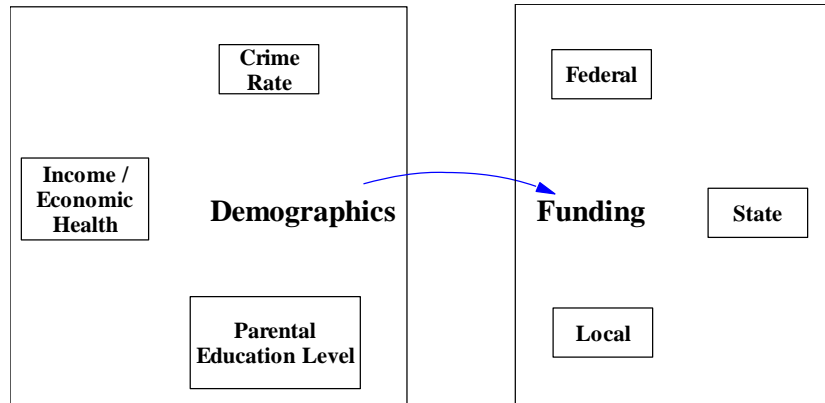 Crime
Rate
Income /
Economic
Health
Demographics
Parental
Education Level
Federal
Funding
State
Local